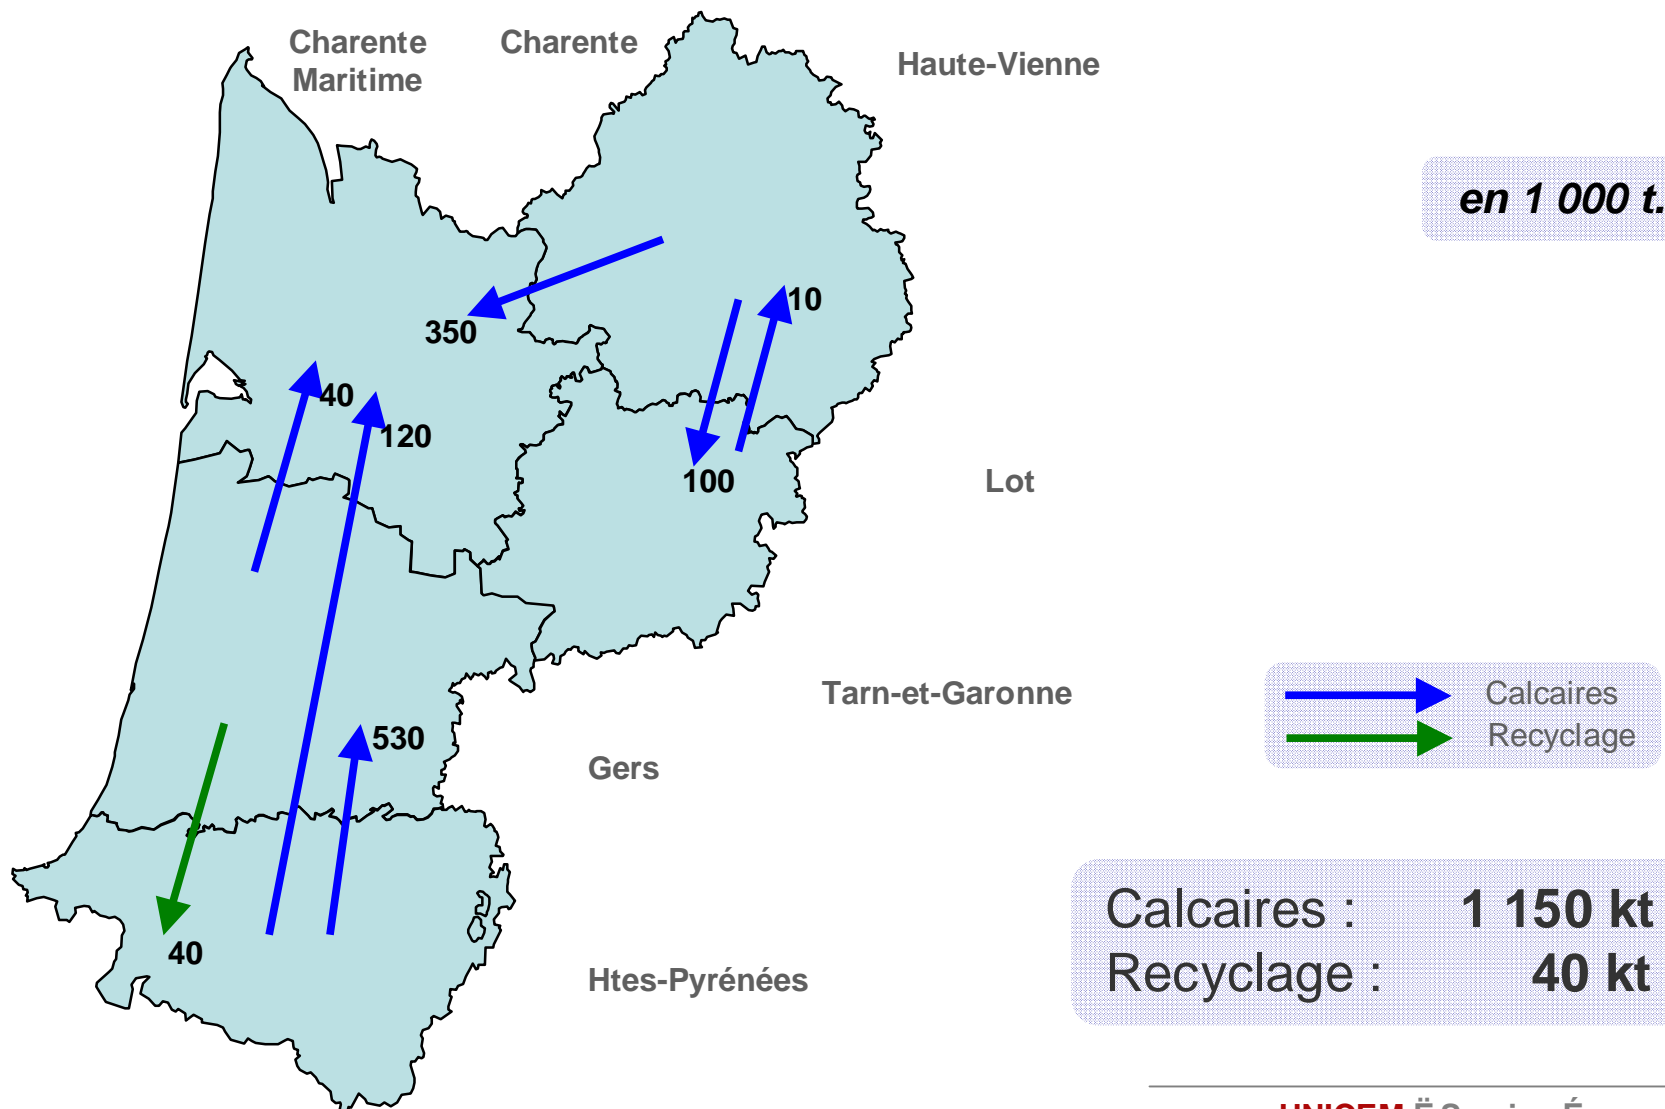 Charente
Maritime
Charente
Haute-Vienne
en 1 000 t.
10
350
40
120
100
Lot
Tarn-et-Garonne
Calcaires
Recyclage
530
Gers
Calcaires : 1 150 kt
Recyclage : 40 kt
40
Htes-Pyrénées
UNICEM